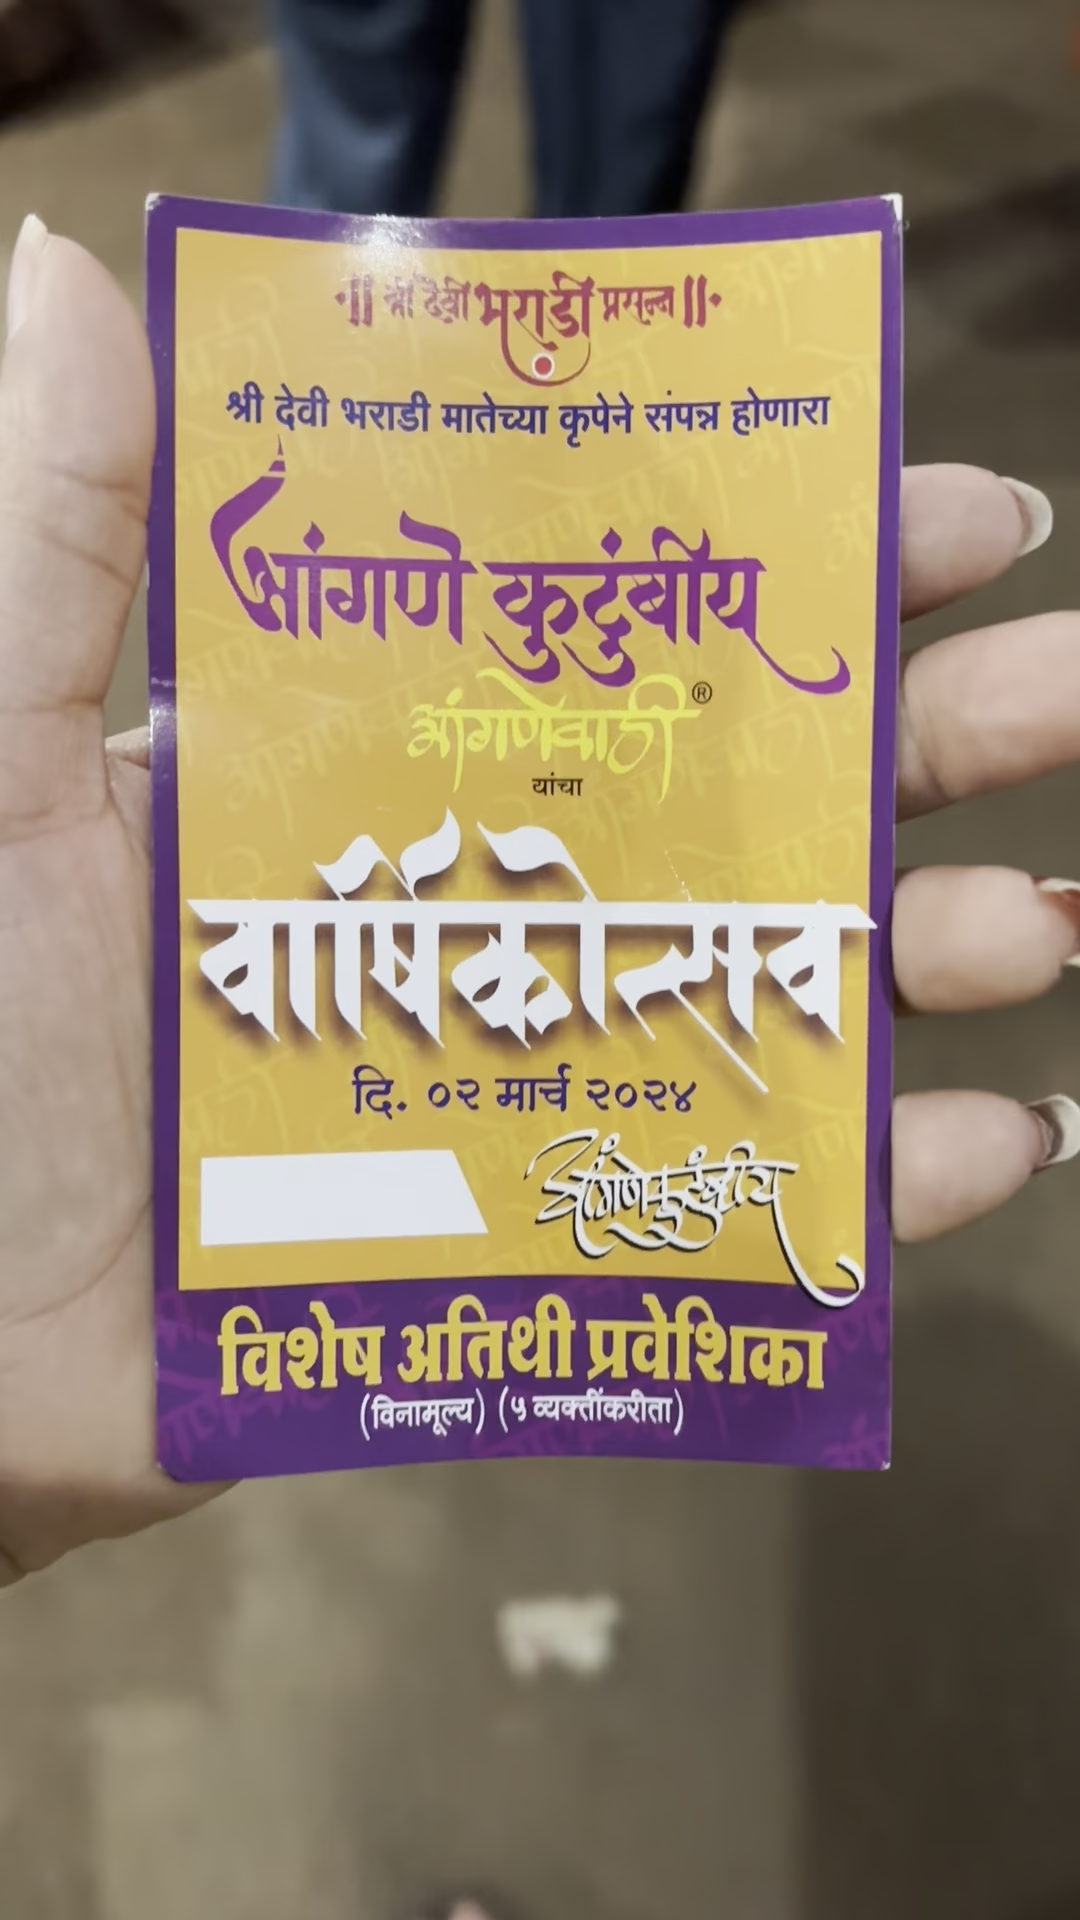 ॥ श्री देवी भराडी प्रसन्न ॥
श्री देवी भराडी मातेच्या कृपेने संपन्न होणारा
आंगणे कुटुंबीय
आंगणेवाडी®
यांचा
वार्षिकोत्सव
दि. ०२ मार्च २०२४
आंगणे कुटुंबीय
विशेष अतिथी प्रवेशिका
(विनामूल्य) (५ व्यक्तींकरीता)